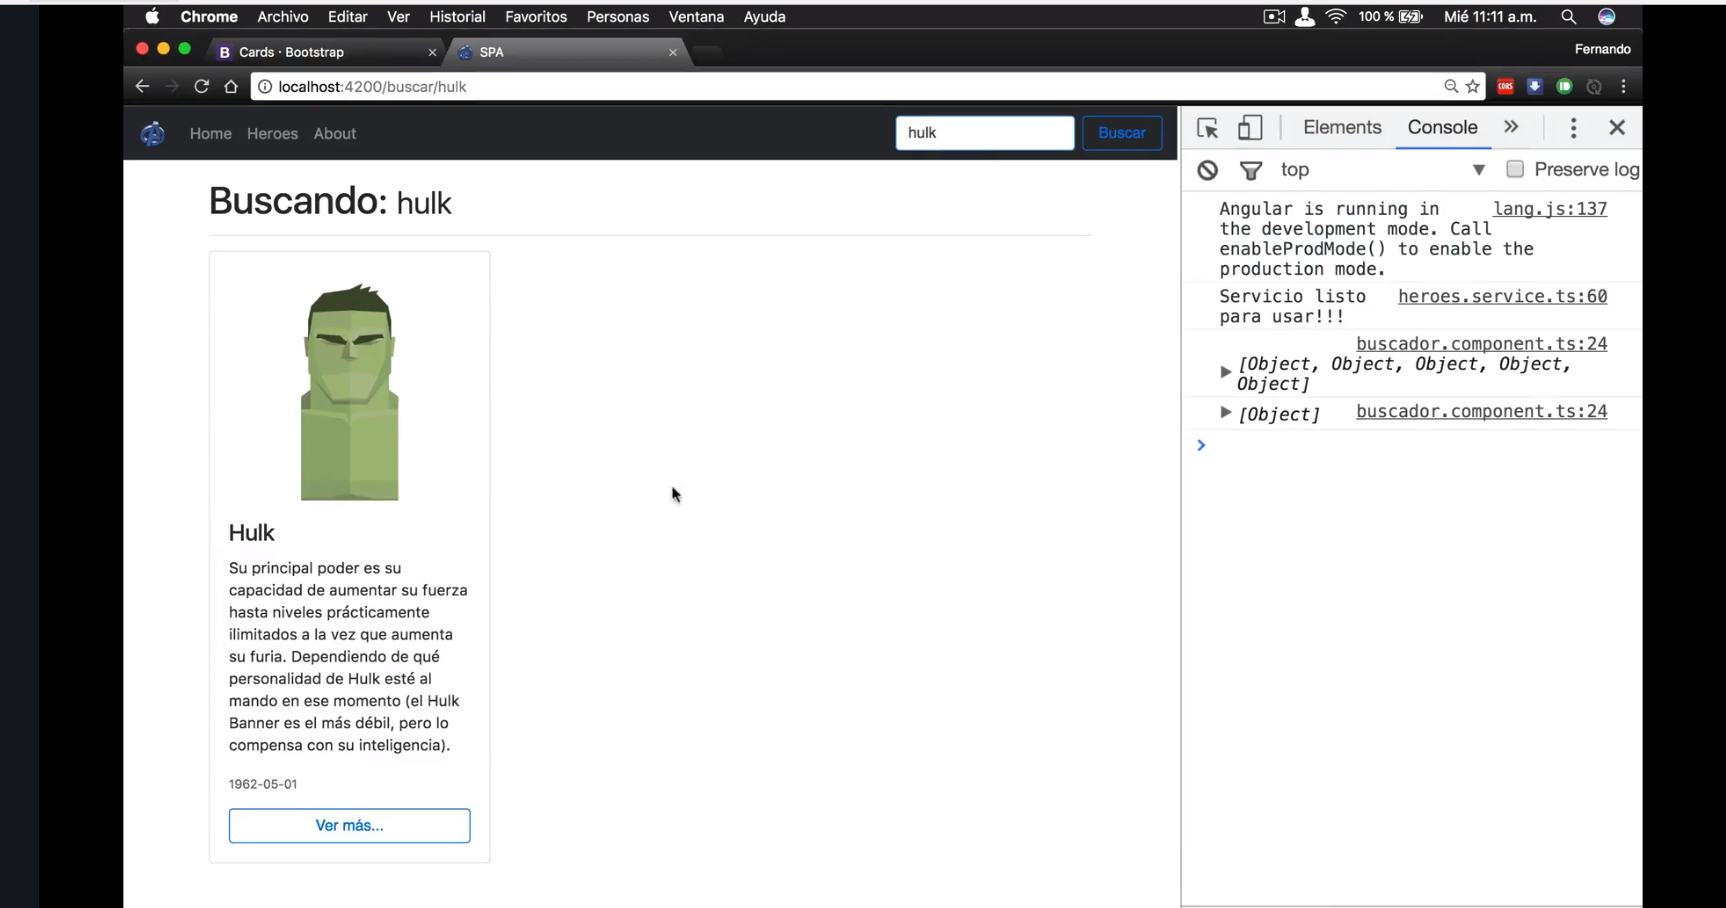 Chrome Archivo Editar Ver Historial Favoritos Personas Ventana Ayuda 100 % Mié 11:11 a.m.
B Cards · Bootstrap × SPA × Fernando
localhost:4200/buscar/hulk CORS
Home Heroes About hulk Buscar
Buscando: hulk
Hulk
Su principal poder es su
capacidad de aumentar su fuerza
hasta niveles prácticamente
ilimitados a la vez que aumenta
su furia. Dependiendo de qué
personalidad de Hulk esté al
mando en ese momento (el Hulk
Banner es el más débil, pero lo
compensa con su inteligencia).
1962-05-01
Ver más...
Elements Console »
top ▼ Preserve log
Angular is running in lang.js:137
the development mode. Call
enableProdMode() to enable the
production mode.
Servicio listo heroes.service.ts:60
para usar!!!
buscador.component.ts:24
[Object, Object, Object, Object,
Object]
[Object] buscador.component.ts:24